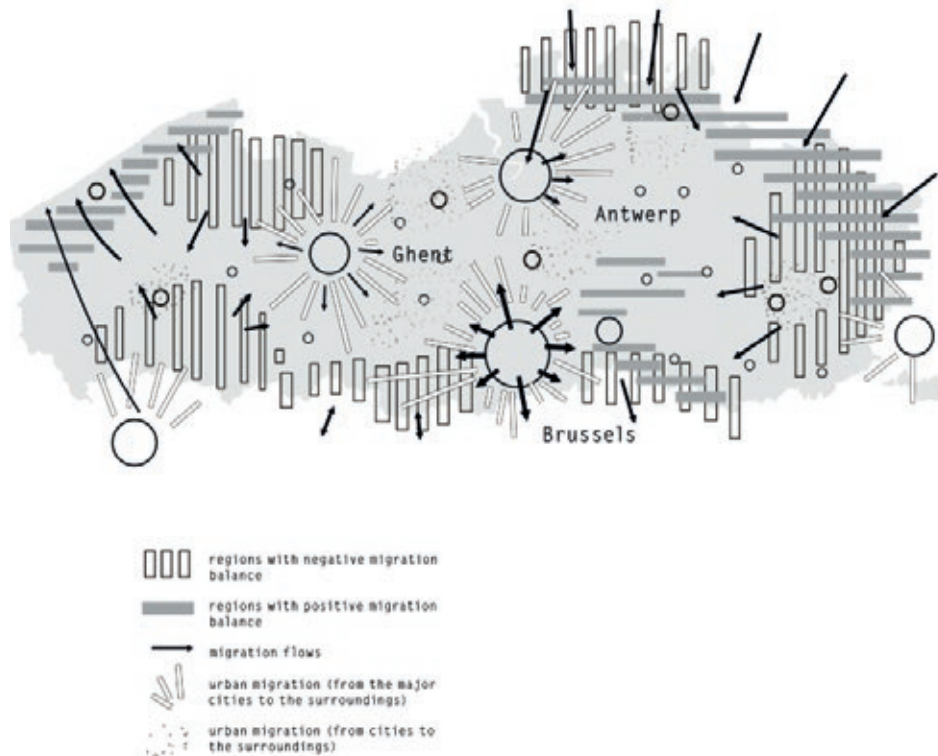 Antwerp
Ghent
Brussels
regions with negative migration
balance
regions with positive migration
balance
migration flows
urban migration (from the major
cities to the surroundings)
urban migration (from cities to
the surroundings)